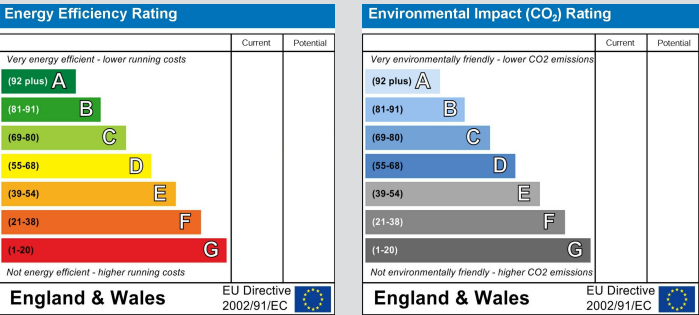 Energy Efficiency Rating
Current Potential
Very energy efficient - lower running costs
(92 plus) A
(81-91) B
(69-80) C
(55-68) D
(39-54) E
(21-38) F
(1-20) G
Not energy efficient - higher running costs
England & Wales
EU Directive
2002/91/EC
Environmental Impact (CO₂) Rating
Current Potential
Very environmentally friendly - lower CO2 emissions
(92 plus) A
(81-91) B
(69-80) C
(55-68) D
(39-54) E
(21-38) F
(1-20) G
Not environmentally friendly - higher CO2 emissions
England & Wales
EU Directive
2002/91/EC